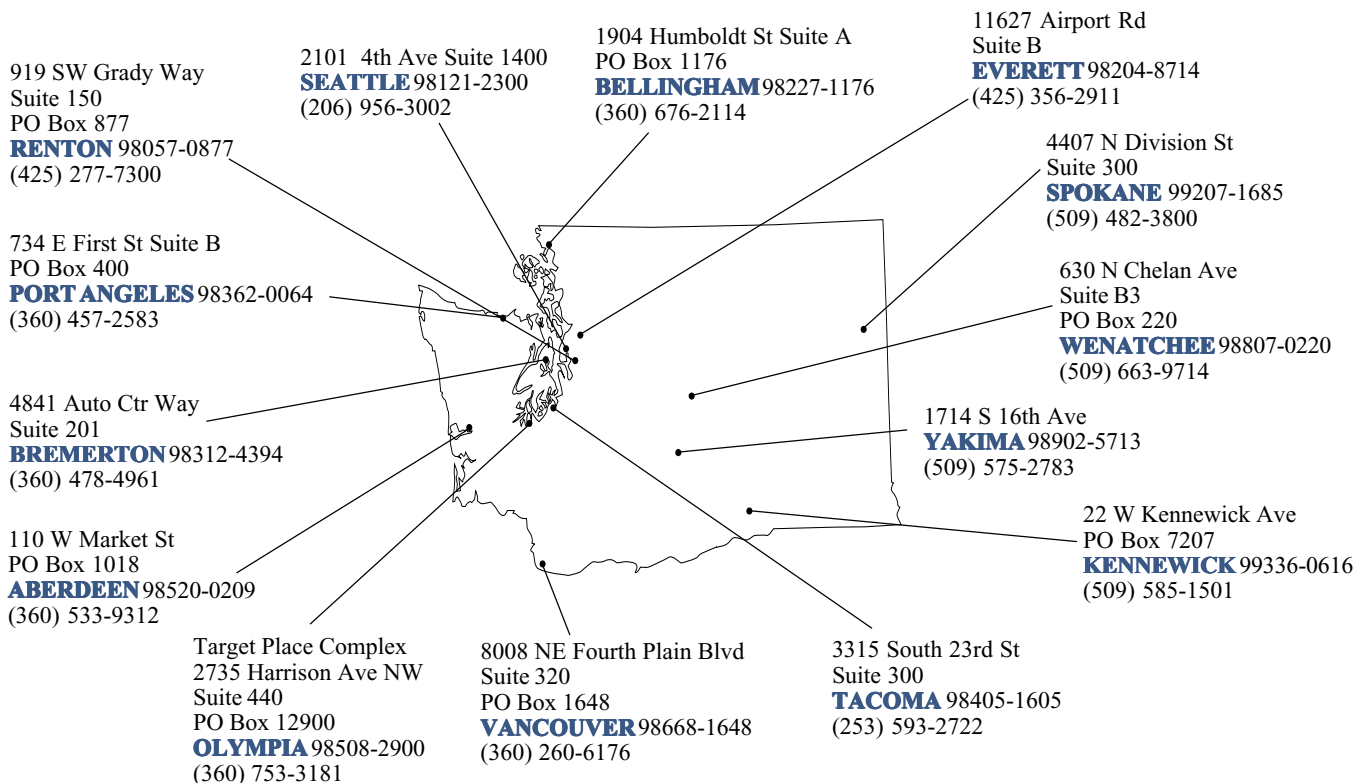 919 SW Grady Way
Suite 150
PO Box 877
RENTON 98057-0877
(425) 277-7300
2101 4th Ave Suite 1400
SEATTLE 98121-2300
(206) 956-3002
1904 Humboldt St Suite A
PO Box 1176
BELLINGHAM 98227-1176
(360) 676-2114
11627 Airport Rd
Suite B
EVERETT 98204-8714
(425) 356-2911
4407 N Division St
Suite 300
SPOKANE 99207-1685
(509) 482-3800
734 E First St Suite B
PO Box 400
PORT ANGELES 98362-0064
(360) 457-2583
630 N Chelan Ave
Suite B3
PO Box 220
WENATCHEE 98807-0220
(509) 663-9714
4841 Auto Ctr Way
Suite 201
BREMERTON 98312-4394
(360) 478-4961
1714 S 16th Ave
YAKIMA 98902-5713
(509) 575-2783
110 W Market St
PO Box 1018
ABERDEEN 98520-0209
(360) 533-9312
22 W Kennewick Ave
PO Box 7207
KENNEWICK 99336-0616
(509) 585-1501
Target Place Complex
2735 Harrison Ave NW
Suite 440
PO Box 12900
OLYMPIA 98508-2900
(360) 753-3181
8008 NE Fourth Plain Blvd
Suite 320
PO Box 1648
VANCOUVER 98668-1648
(360) 260-6176
3315 South 23rd St
Suite 300
TACOMA 98405-1605
(253) 593-2722